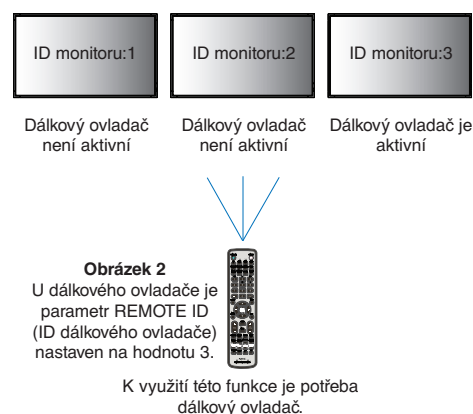 ID monitoru:1
ID monitoru:2
ID monitoru:3
Dálkový ovladač
není aktivní
Dálkový ovladač
není aktivní
Dálkový ovladač je
aktivní
Obrázek 2
U dálkového ovladače je
parametr REMOTE ID
(ID dálkového ovladače)
nastaven na hodnotu 3.
K využití této funkce je potřeba
dálkový ovladač.